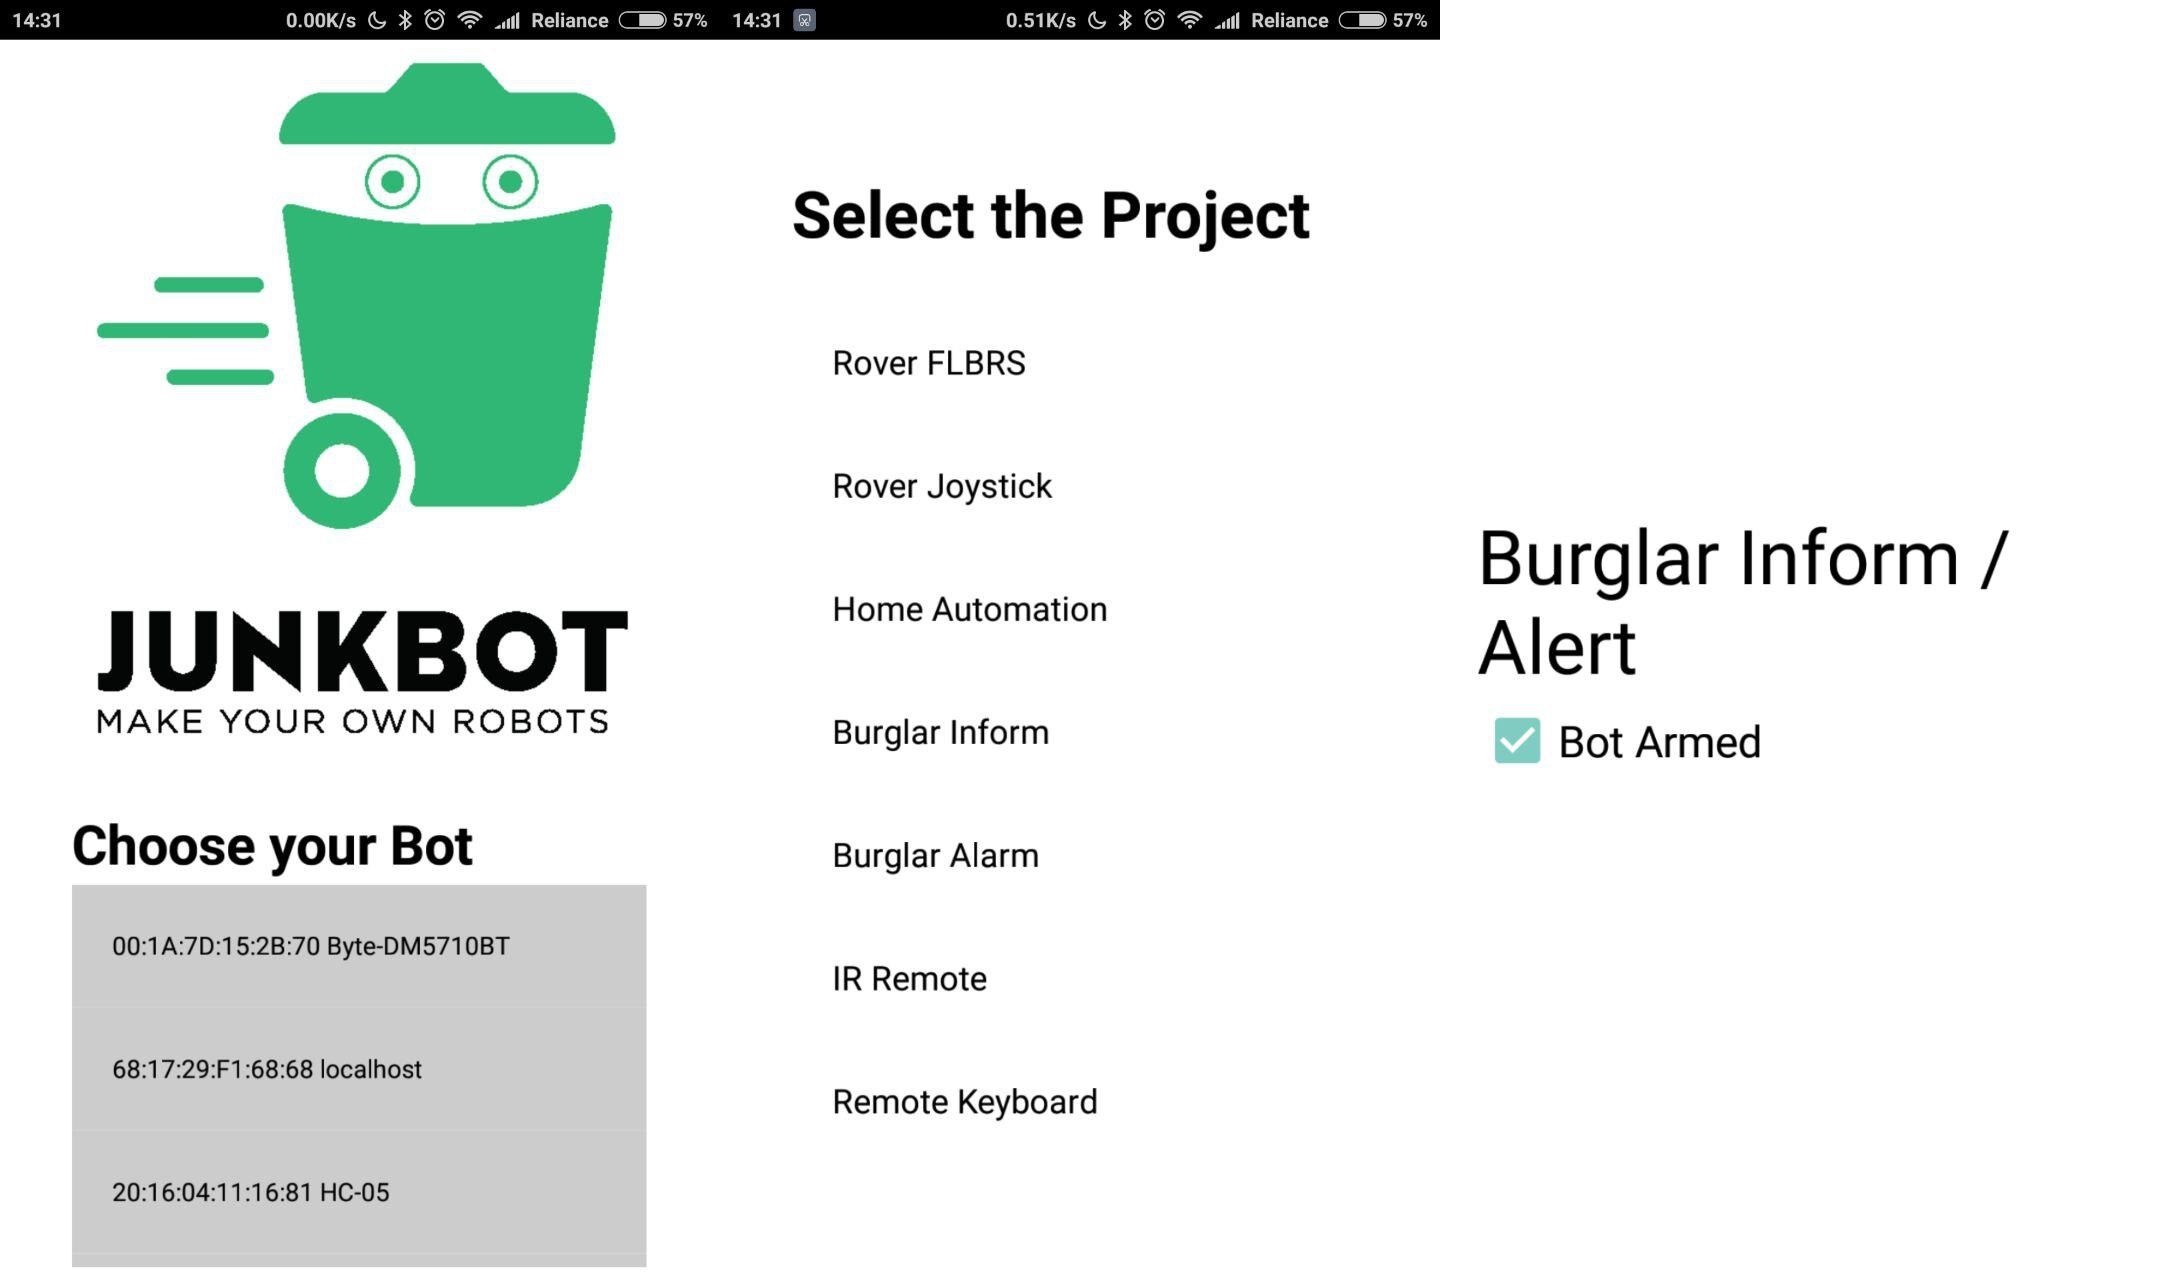 14:31 0.00K/s Reliance 57%
JUNKBOT
MAKE YOUR OWN ROBOTS
Choose your Bot
00:1A:7D:15:2B:70 Byte-DM5710BT
68:17:29:F1:68:68 localhost
20:16:04:11:16:81 HC-05
14:31 0.51K/s Reliance 57%
Select the Project
Rover FLBRS
Rover Joystick
Home Automation
Burglar Inform
Burglar Alarm
IR Remote
Remote Keyboard
Burglar Inform /
Alert
Bot Armed